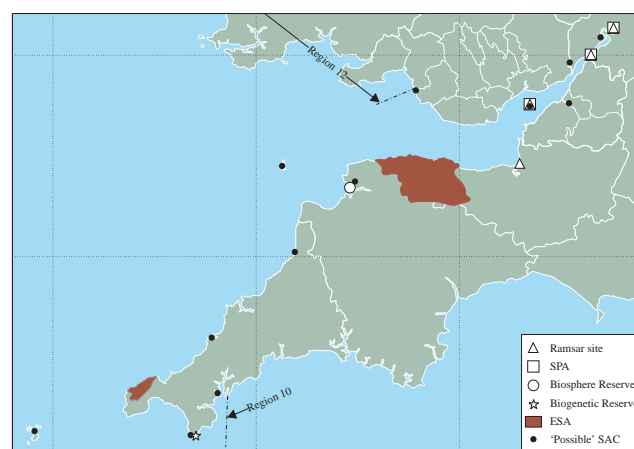 Region 12
Region 10
Ramsar site
SPA
Biosphere Reserve
Biogenetic Reserve
ESA
'Possible' SAC